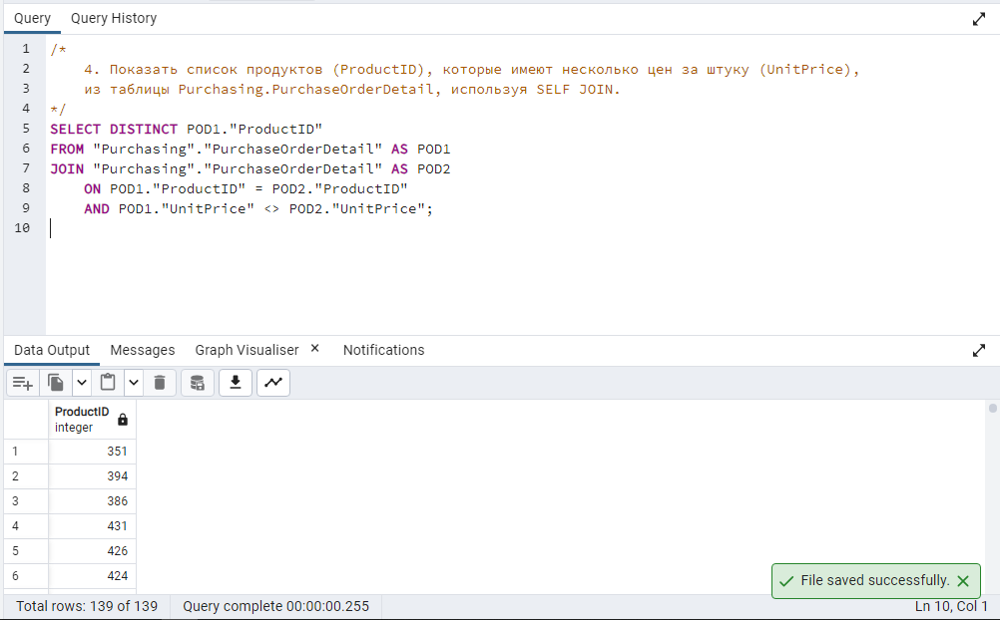 Query Query History
1 /*
2 4. Показать список продуктов (ProductID), которые имеют несколько цен за штуку (UnitPrice),
3 из таблицы Purchasing.PurchaseOrderDetail, используя SELF JOIN.
4 */
5 SELECT DISTINCT POD1."ProductID"
6 FROM "Purchasing"."PurchaseOrderDetail" AS POD1
7 JOIN "Purchasing"."PurchaseOrderDetail" AS POD2
8 ON POD1."ProductID" = POD2."ProductID"
9 AND POD1."UnitPrice" <> POD2."UnitPrice";
10
Data Output Messages Graph Visualiser × Notifications
ProductID
integer
1 351
2 394
3 386
4 431
5 426
6 424
File saved successfully.
Total rows: 139 of 139 Query complete 00:00:00.255 Ln 10, Col 1